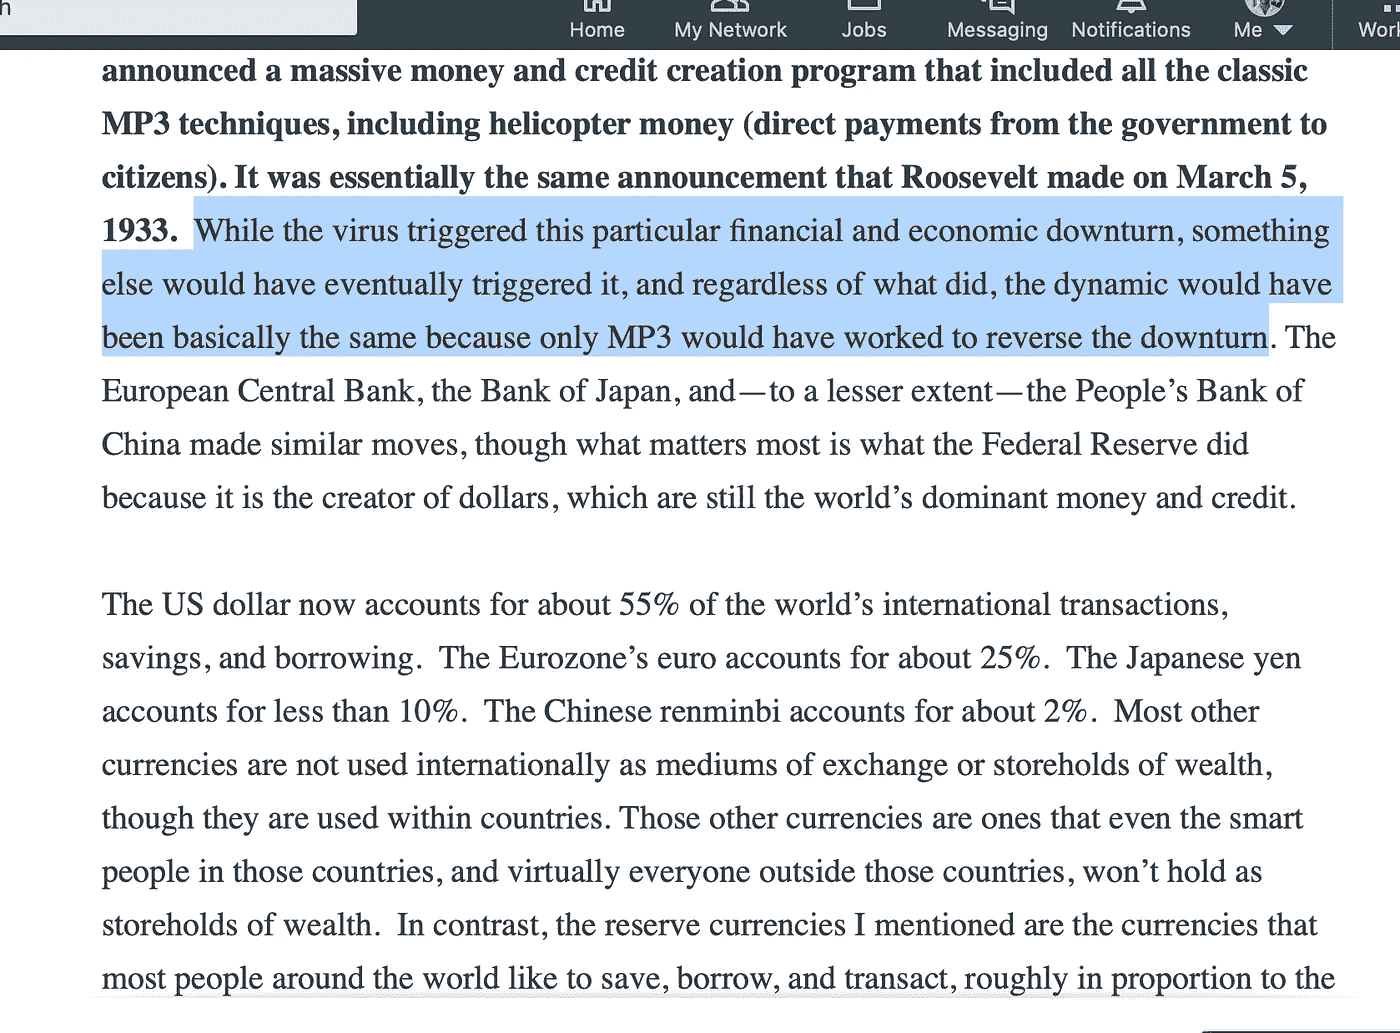 h
Home My Network Jobs Messaging Notifications Me
announced a massive money and credit creation program that included all the classic
MP3 techniques, including helicopter money (direct payments from the government to
citizens). It was essentially the same announcement that Roosevelt made on March 5,
1933. While the virus triggered this particular financial and economic downturn, something
else would have eventually triggered it, and regardless of what did, the dynamic would have
been basically the same because only MP3 would have worked to reverse the downturn. The
European Central Bank, the Bank of Japan, and—to a lesser extent—the People’s Bank of
China made similar moves, though what matters most is what the Federal Reserve did
because it is the creator of dollars, which are still the world’s dominant money and credit.
The US dollar now accounts for about 55% of the world’s international transactions,
savings, and borrowing. The Eurozone’s euro accounts for about 25%. The Japanese yen
accounts for less than 10%. The Chinese renminbi accounts for about 2%. Most other
currencies are not used internationally as mediums of exchange or storeholds of wealth,
though they are used within countries. Those other currencies are ones that even the smart
people in those countries, and virtually everyone outside those countries, won’t hold as
storeholds of wealth. In contrast, the reserve currencies I mentioned are the currencies that
most people around the world like to save, borrow, and transact, roughly in proportion to the